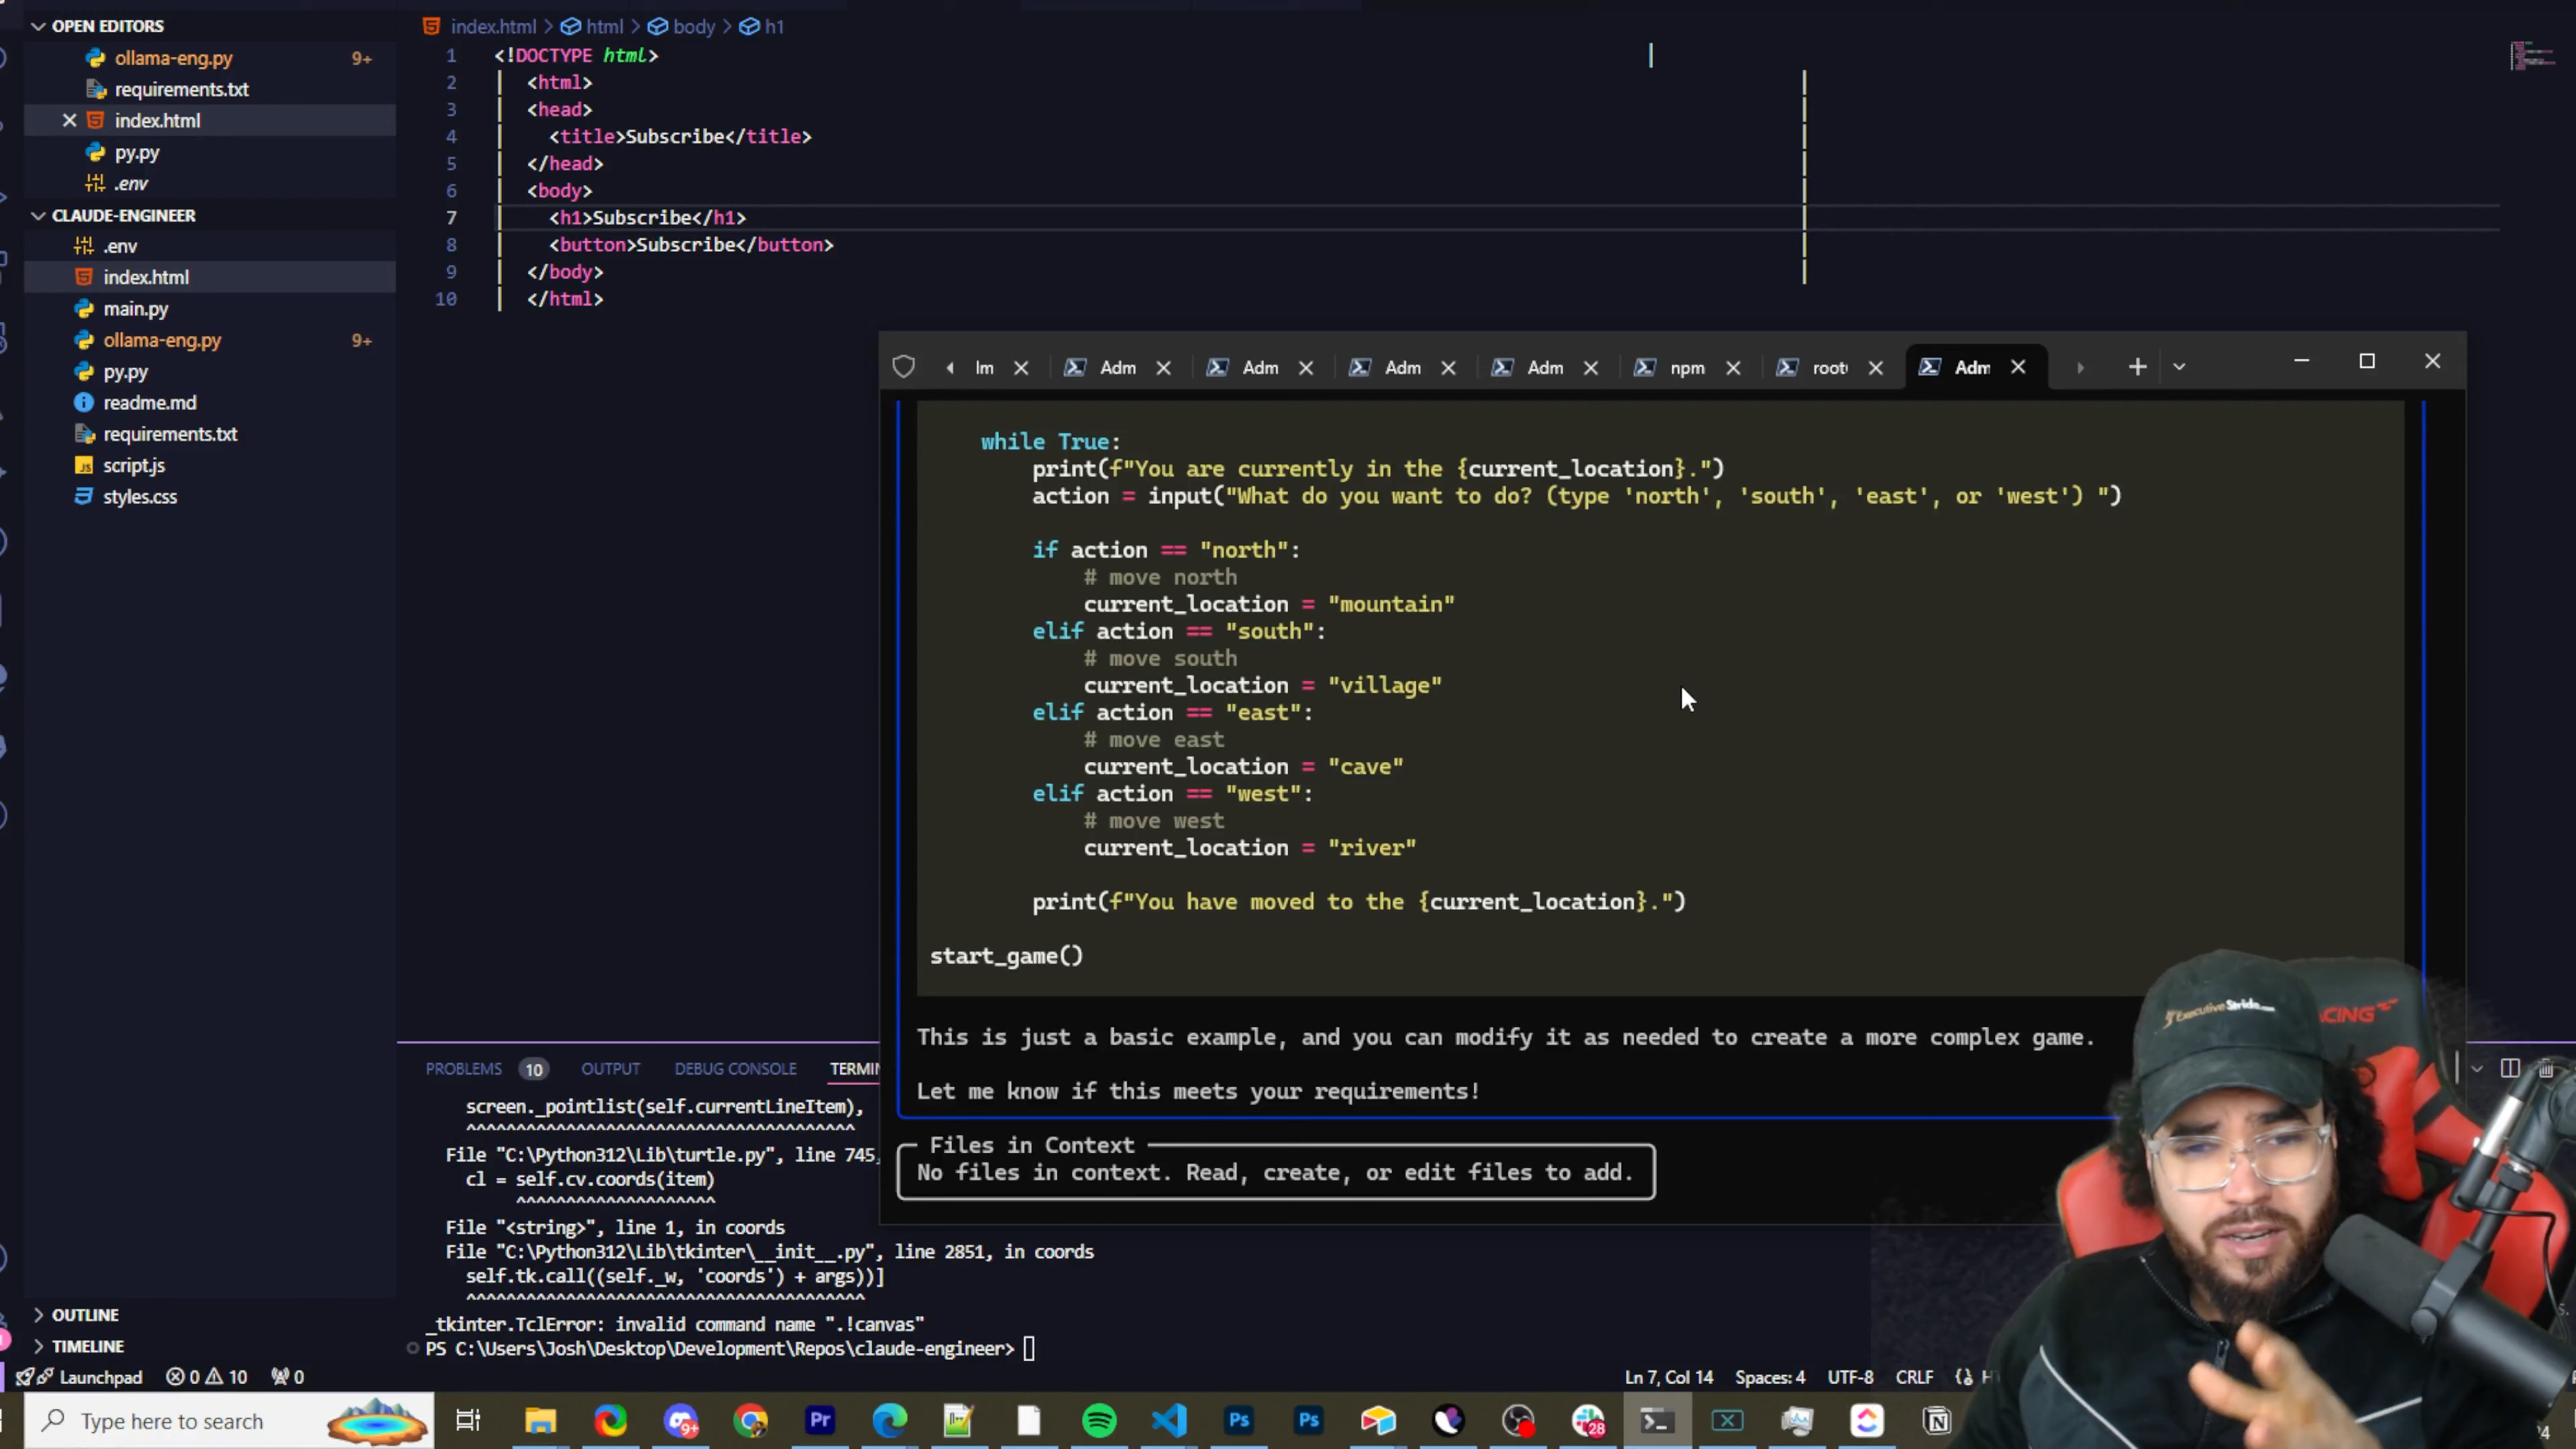 OPEN EDITORS
ollama-eng.py 9+
requirements.txt
index.html
py.py
.env
CLAUDE-ENGINEER
.env
index.html
main.py
ollama-eng.py 9+
py.py
readme.md
requirements.txt
script.js
styles.css
OUTLINE
TIMELINE
index.html > html > body > h1
1 <!DOCTYPE html> |
2 | <html> |
3 | <head> |
4 | <title>Subscribe</title> |
5 | </head> |
6 | <body> |
7 | <h1>Subscribe</h1> |
8 | <button>Subscribe</button> |
9 | </body> |
10 | </html>
Im Adm Adm Adm Adm npm root Adm
while True:
print(f"You are currently in the {current_location}.")
action = input("What do you want to do? (type 'north', 'south', 'east', or 'west') ")
if action == "north":
# move north
current_location = "mountain"
elif action == "south":
# move south
current_location = "village"
elif action == "east":
# move east
current_location = "cave"
elif action == "west":
# move west
current_location = "river"
print(f"You have moved to the {current_location}.")
start_game()
This is just a basic example, and you can modify it as needed to create a more complex game.
Let me know if this meets your requirements!
Files in Context
No files in context. Read, create, or edit files to add.
PROBLEMS 10 OUTPUT DEBUG CONSOLE TERMIN
screen._pointlist(self.currentLineItem),
^^^^^^^^^^^^^^^^^^^^^^^^^^^^^^^^^^^^
File "C:\Python312\Lib\turtle.py", line 745,
cl = self.cv.coords(item)
^^^^^^^^^^^^^^^^^^^^
File "<string>", line 1, in coords
File "C:\Python312\Lib\tkinter\__init__.py", line 2851, in coords
self.tk.call((self._w, 'coords') + args))]
^^^^^^^^^^^^^^^^^^^^^^^^^^^^^^^^^^^^^
_tkinter.TclError: invalid command name ".!canvas"
PS C:\Users\Josh\Desktop\Development\Repos\claude-engineer>
ExecutiveStride.com
CING
Launchpad 0 10 0
Ln 7, Col 14 Spaces: 4 UTF-8 CRLF
Type here to search
9+ Pr Ps Ps 28